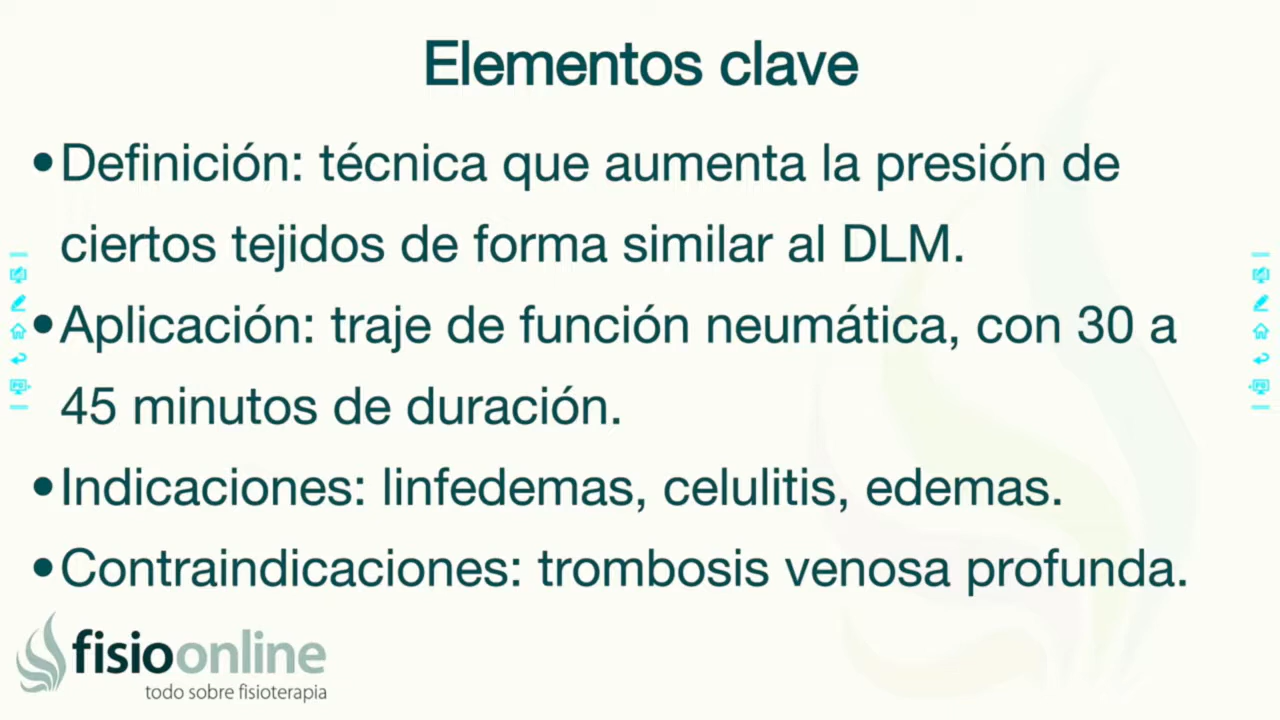 Elementos clave
•Definición: técnica que aumenta la presión de
ciertos tejidos de forma similar al DLM.
•Aplicación: traje de función neumática, con 30 a
45 minutos de duración.
•Indicaciones: linfedemas, celulitis, edemas.
•Contraindicaciones: trombosis venosa profunda.
fisioonline
todo sobre fisioterapia